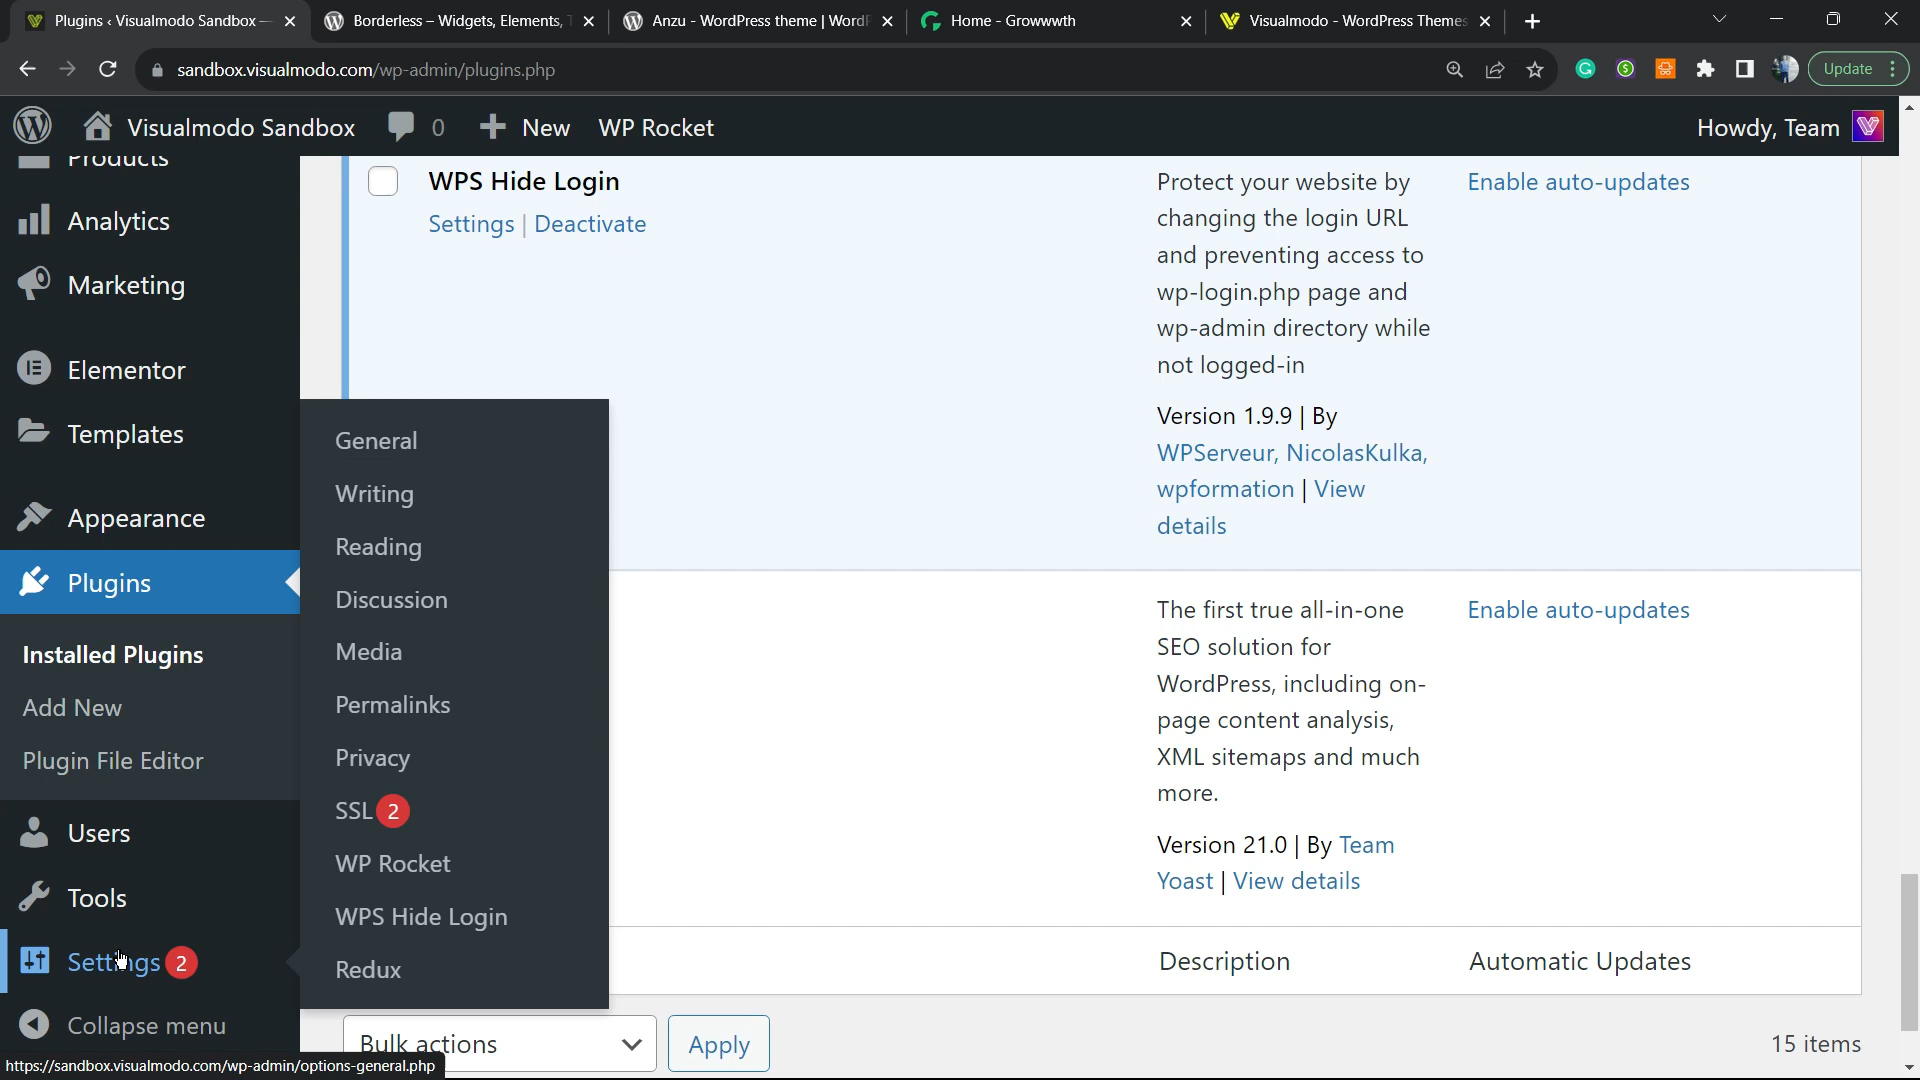 Plugins ‹ Visualmodo Sandbox —
Borderless – Widgets, Elements, T
Anzu - WordPress theme | WordP
Home - Growwwth
Visualmodo - WordPress Themes
sandbox.visualmodo.com/wp-admin/plugins.php
Update
Visualmodo Sandbox
0
New
WP Rocket
Howdy, Team
Products
Analytics
Marketing
Elementor
Templates
Appearance
Plugins
Installed Plugins
Add New
Plugin File Editor
Users
Tools
Settings 2
Collapse menu
General
Writing
Reading
Discussion
Media
Permalinks
Privacy
SSL 2
WP Rocket
WPS Hide Login
Redux
WPS Hide Login
Settings | Deactivate
Protect your website by
changing the login URL
and preventing access to
wp-login.php page and
wp-admin directory while
not logged-in
Version 1.9.9 | By
WPServeur, NicolasKulka,
wpformation | View
details
Enable auto-updates
The first true all-in-one
SEO solution for
WordPress, including on-
page content analysis,
XML sitemaps and much
more.
Version 21.0 | By Team
Yoast | View details
Enable auto-updates
Description
Automatic Updates
Bulk actions
Apply
15 items
https://sandbox.visualmodo.com/wp-admin/options-general.php